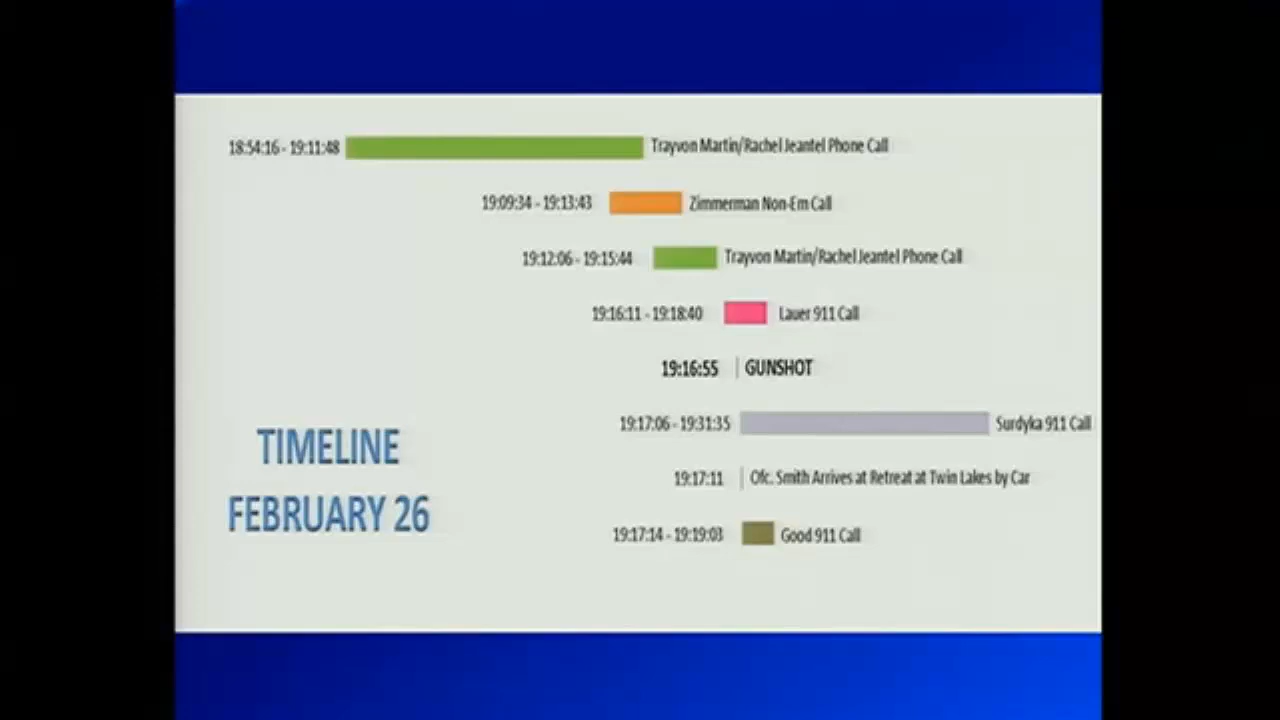 18:54:16 - 19:11:48 Trayvon Martin/Rachel Jeantel Phone Call
19:09:34 - 19:13:43 Zimmerman Non-Em Call
19:12:06 - 19:15:44 Trayvon Martin/Rachel Jeantel Phone Call
19:16:11 - 19:18:40 Lauer 911 Call
19:16:55 GUNSHOT
19:17:06 - 19:31:35 Surdyka 911 Call
19:17:11 Ofc. Smith Arrives at Retreat at Twin Lakes by Car
19:17:14 - 19:19:03 Good 911 Call
TIMELINE
FEBRUARY 26